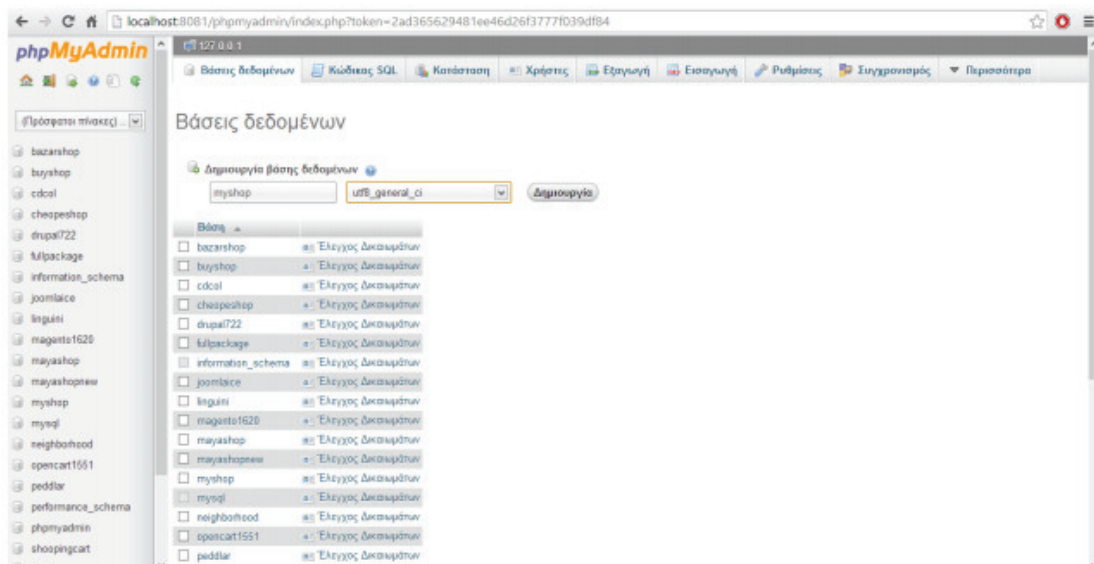 localhost:8081/phpmyadmin/index.php?token=2ad365629481ee46d26f3777f039df84
phpMyAdmin
127.0.0.1
Βάσεις δεδομένων Κώδικας SQL Κατάσταση Χρήστες Εξαγωγή Εισαγωγή Ρυθμίσεις Συγχρονισμός Περισσότερα
(Πρόσφατοι πίνακες) ...
bazarshop
buyshop
cdcol
cheapeshop
drupal722
fullpackage
information_schema
joomlaice
linguini
magento1620
mayashop
mayashopnew
myshop
mysql
neighborhood
opencart1551
peddlar
performance_schema
phpmyadmin
shoopingcart
Βάσεις δεδομένων
Δημιουργία βάσης δεδομένων
myshop utf8_general_ci Δημιουργία
Βάση
bazarshop Έλεγχος Δικαιωμάτων
buyshop Έλεγχος Δικαιωμάτων
cdcol Έλεγχος Δικαιωμάτων
cheapeshop Έλεγχος Δικαιωμάτων
drupal722 Έλεγχος Δικαιωμάτων
fullpackage Έλεγχος Δικαιωμάτων
information_schema Έλεγχος Δικαιωμάτων
joomlaice Έλεγχος Δικαιωμάτων
linguini Έλεγχος Δικαιωμάτων
magento1620 Έλεγχος Δικαιωμάτων
mayashop Έλεγχος Δικαιωμάτων
mayashopnew Έλεγχος Δικαιωμάτων
myshop Έλεγχος Δικαιωμάτων
mysql Έλεγχος Δικαιωμάτων
neighborhood Έλεγχος Δικαιωμάτων
opencart1551 Έλεγχος Δικαιωμάτων
peddlar Έλεγχος Δικαιωμάτων